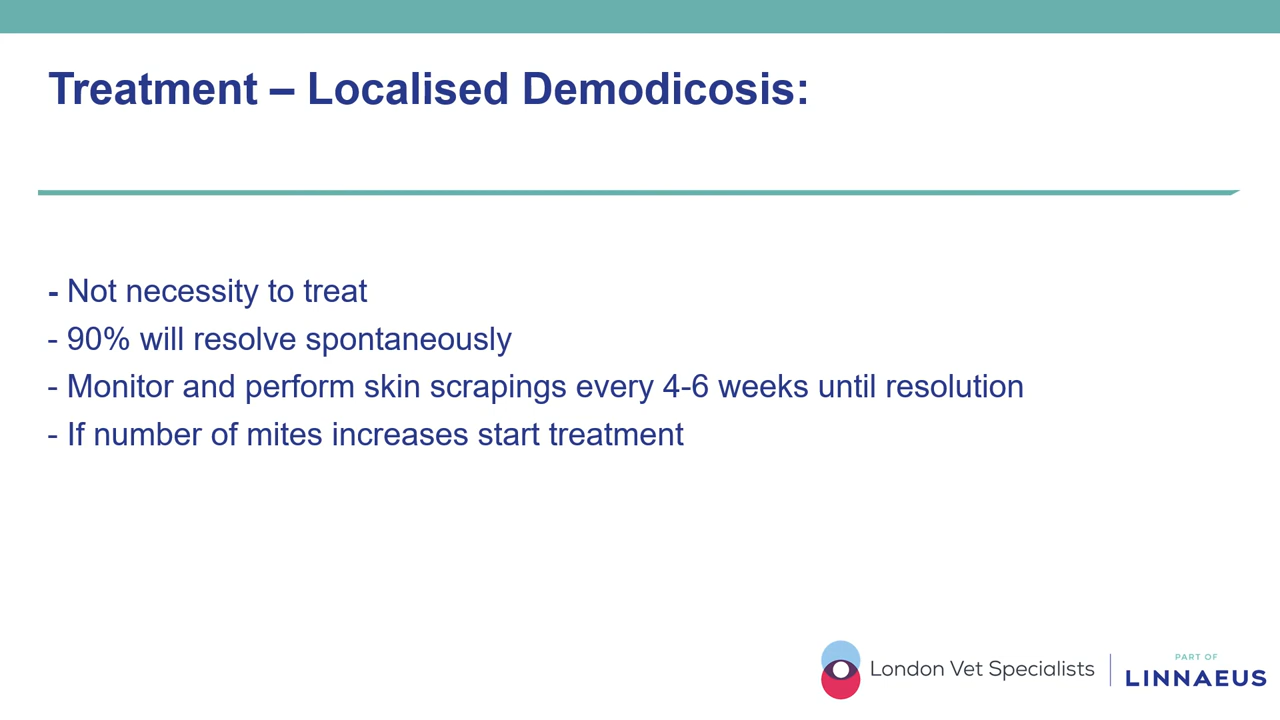 Treatment – Localised Demodicosis:
- Not necessity to treat
- 90% will resolve spontaneously
- Monitor and perform skin scrapings every 4-6 weeks until resolution
- If number of mites increases start treatment
London Vet Specialists
PART OF
LINNAEUS